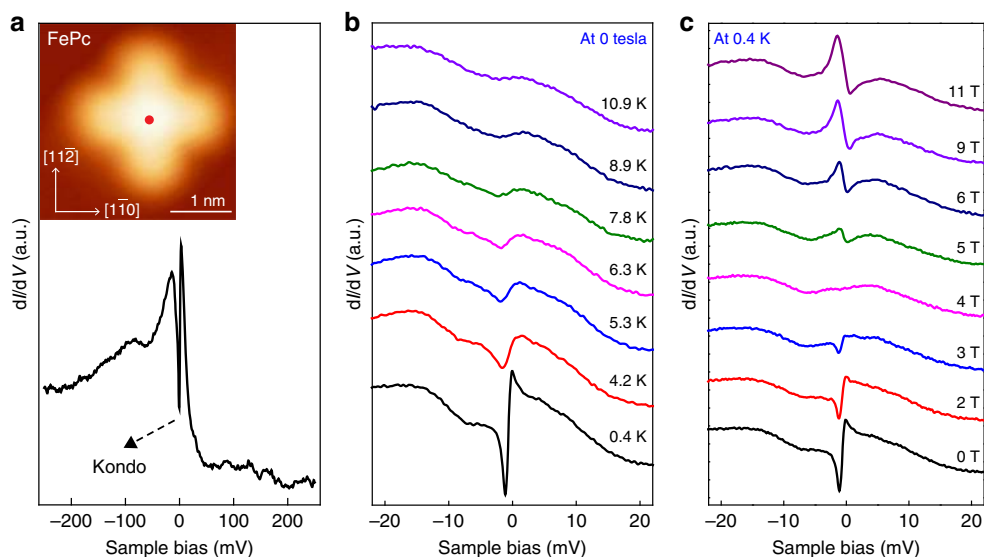 a
FePc
[112̄]
[11̄0]
1 nm
dI/dV (a.u.)
Kondo
−200 −100 0 100 200
Sample bias (mV)
b
At 0 tesla
10.9 K
8.9 K
7.8 K
6.3 K
5.3 K
4.2 K
0.4 K
dI/dV (a.u.)
−20 −10 0 10 20
Sample bias (mV)
c
At 0.4 K
11 T
9 T
6 T
5 T
4 T
3 T
2 T
0 T
dI/dV (a.u.)
−20 −10 0 10 20
Sample bias (mV)